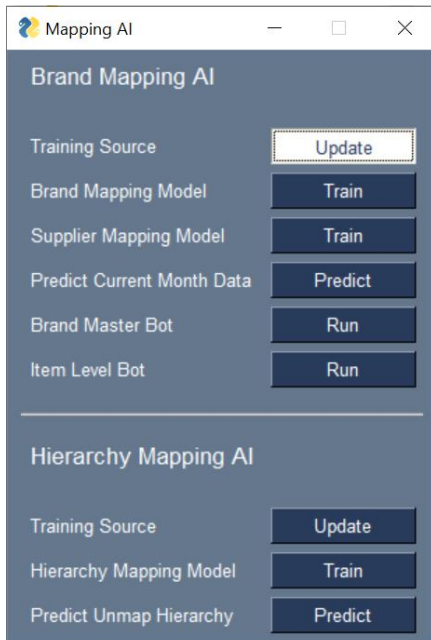 Mapping AI
Brand Mapping AI
Training Source Update
Brand Mapping Model Train
Supplier Mapping Model Train
Predict Current Month Data Predict
Brand Master Bot Run
Item Level Bot Run
Hierarchy Mapping AI
Training Source Update
Hierarchy Mapping Model Train
Predict Unmap Hierarchy Predict